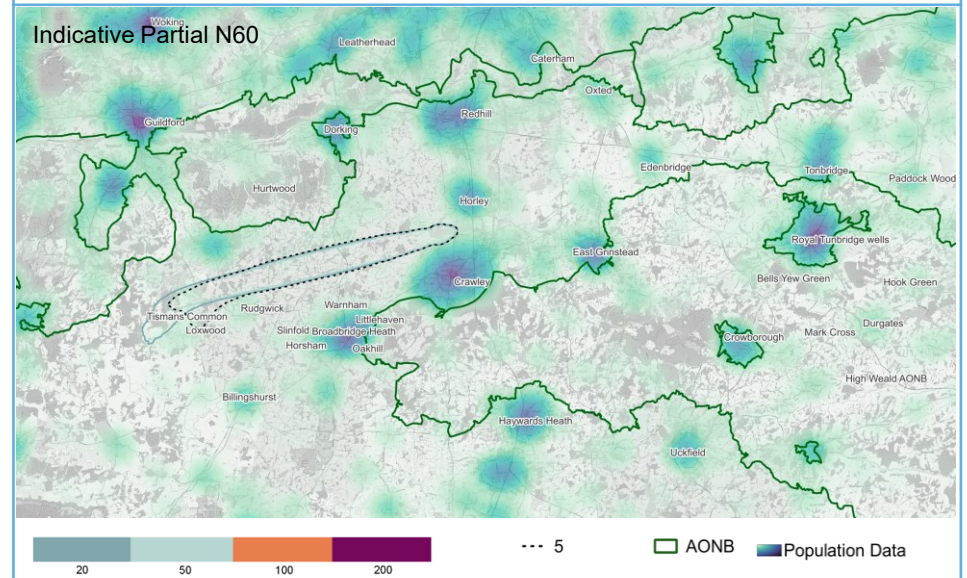 Indicative Partial N60
Woking
Leatherhead
Caterham
Oxted
Guildford
Redhill
Dorking
Edenbridge
Tonbridge
Paddock Wood
Hurtwood
Horley
Royal Tunbridge wells
East Grinstead
Bells Yew Green
Hook Green
Crawley
Tismans Common
Rudgwick
Warnham
Loxwood
Littlehaven
Slinfold Broadbridge Heath
Horsham
Oakhill
Durgates
Mark Cross
Crowborough
High Weald AONB
Billingshurst
Haywards Heath
Uckfield
20 50 100 200
5
AONB
Population Data